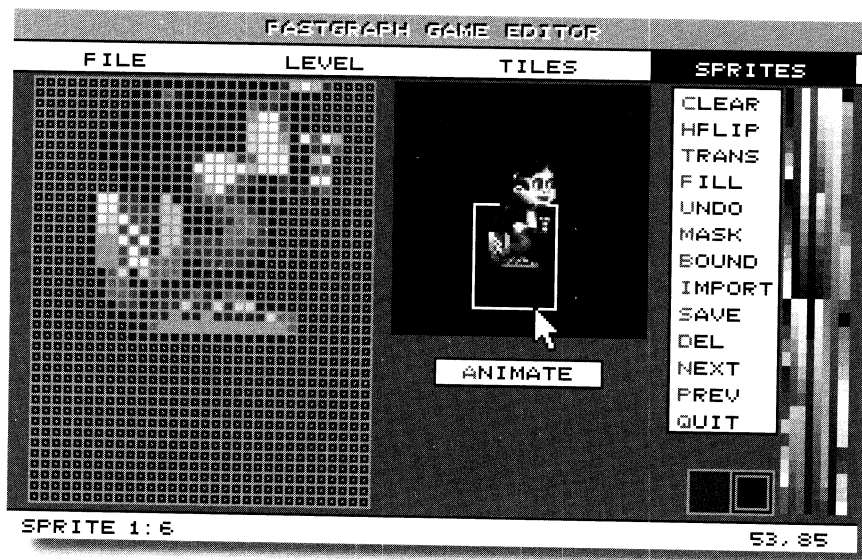 FASTGRAPH GAME EDITOR
FILE LEVEL TILES SPRITES
CLEAR
HFLIP
TRANS
FILL
UNDO
MASK
BOUND
IMPORT
SAVE
DEL
NEXT
PREV
QUIT
ANIMATE
SPRITE 1:6
53,85